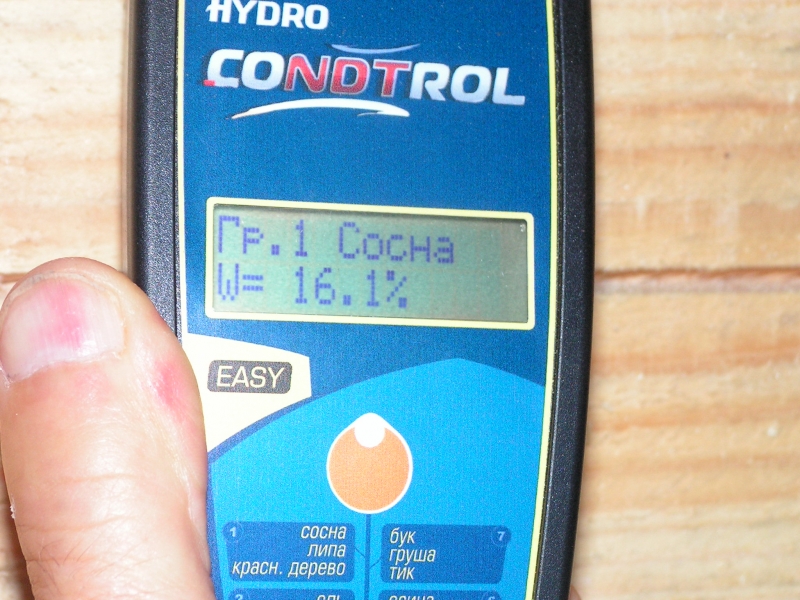 HYDRO
CONDTROL
Гр.1 Сосна
W= 16.1%
EASY
1
сосна
липа
красн. дерево
бук
7
груша
тик